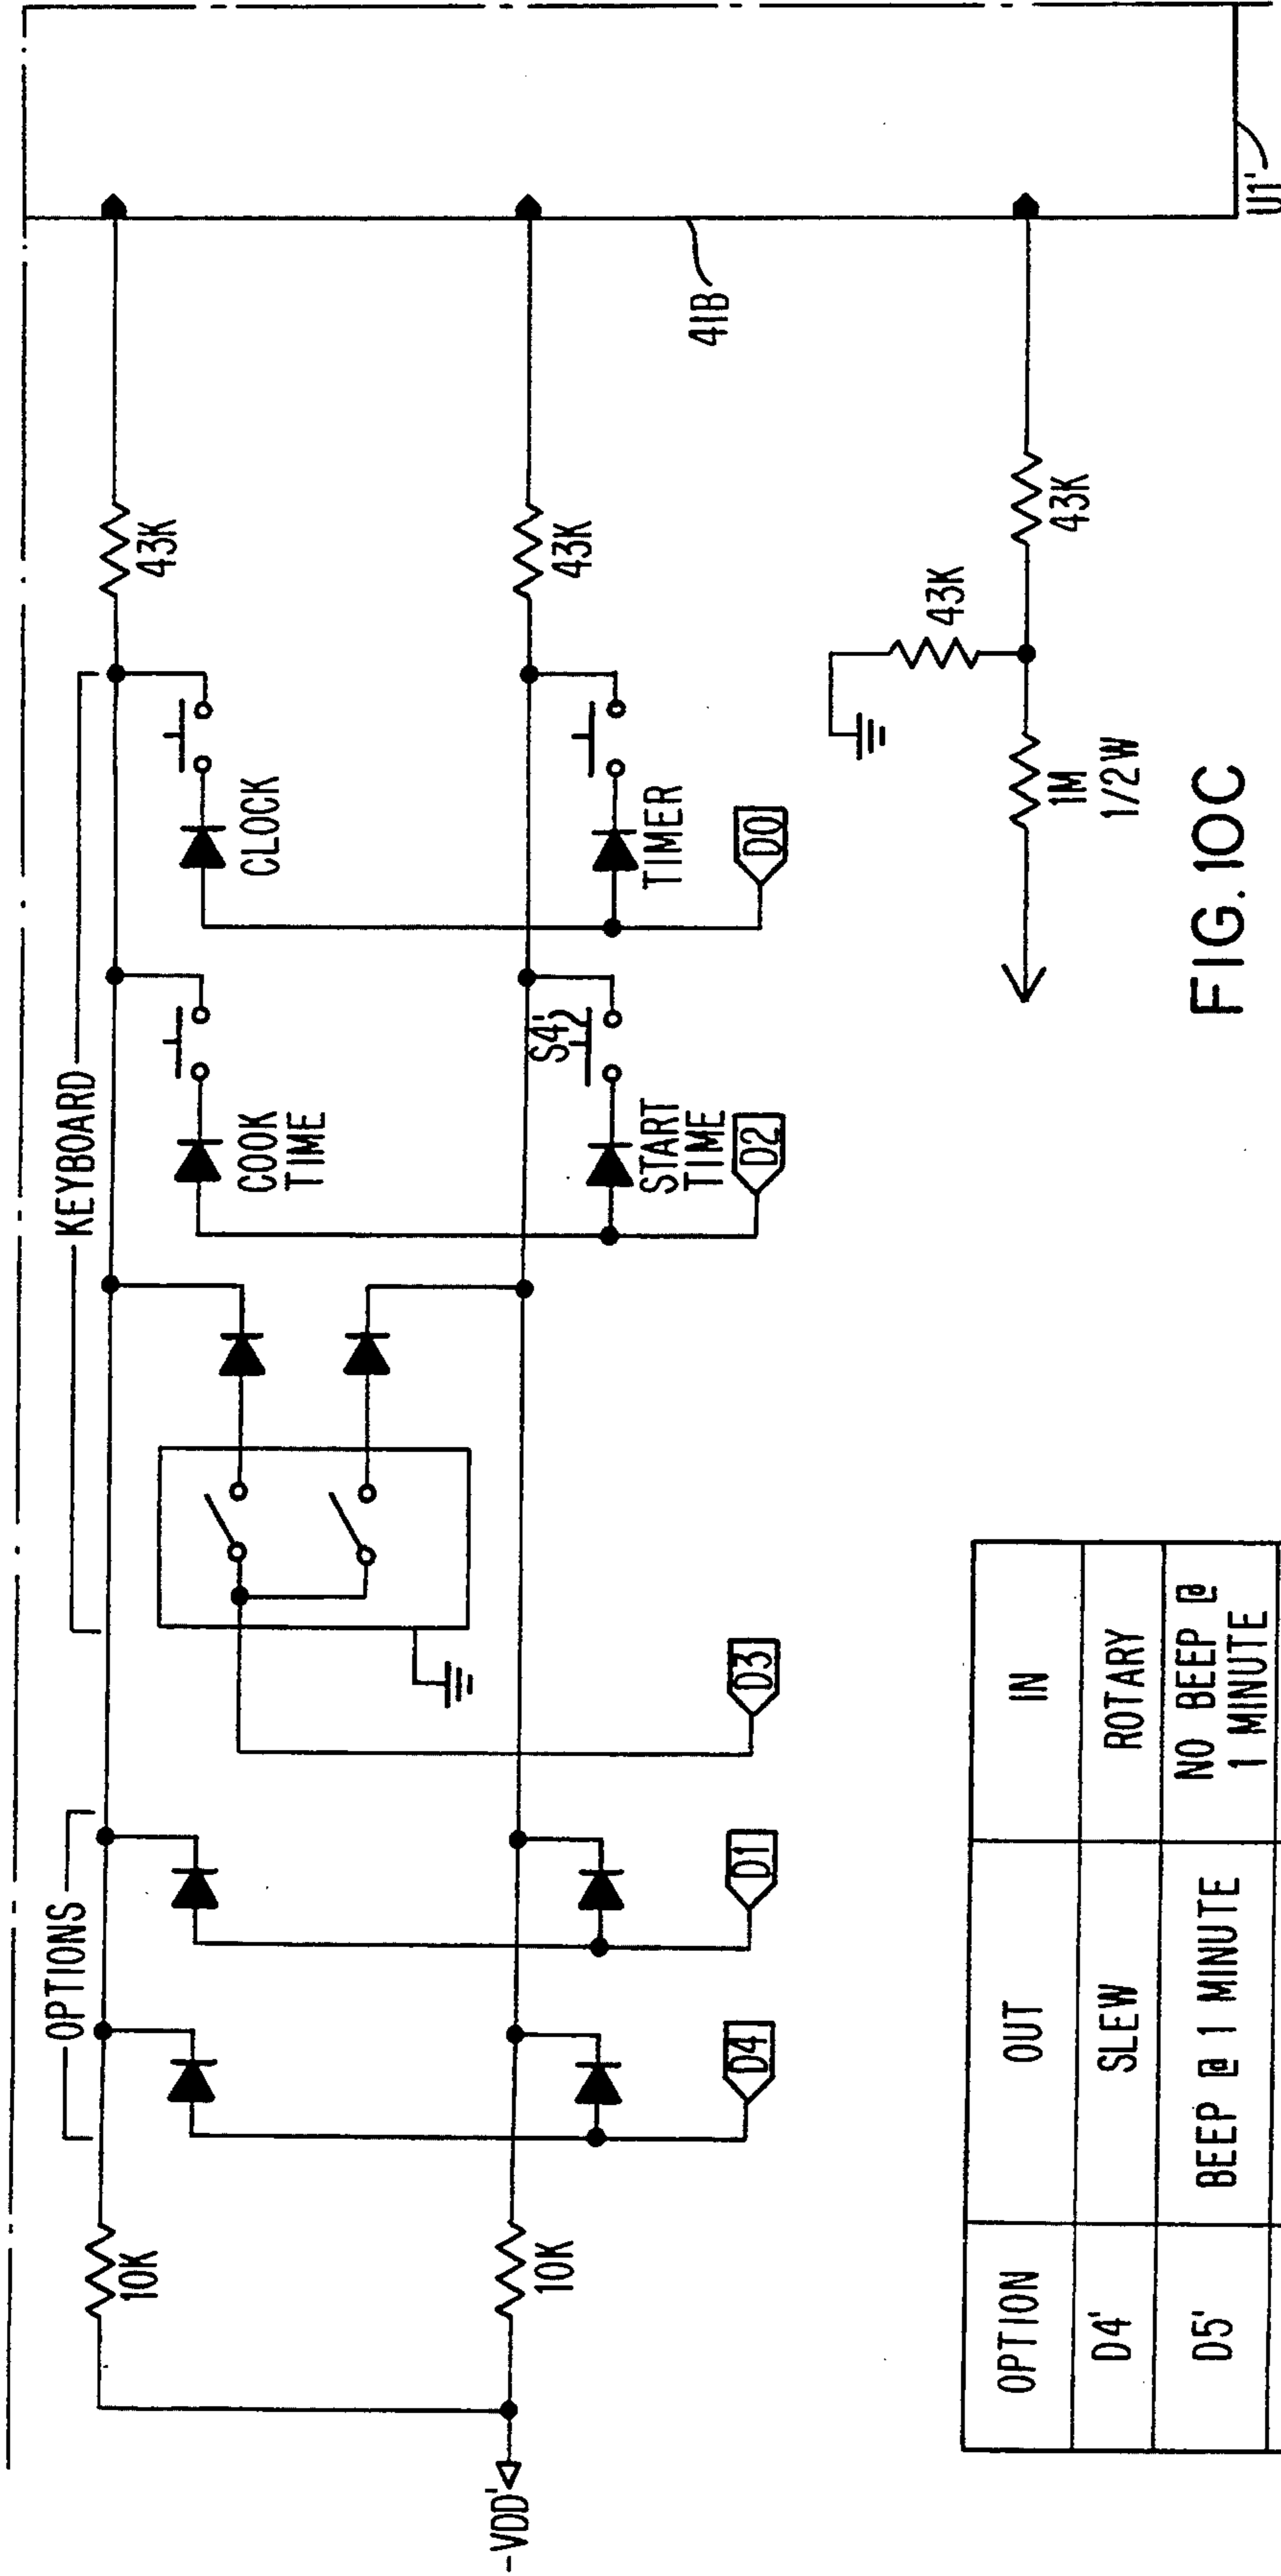 KEYBOARD
OPTIONS
43K
CLOCK
COOK
TIME
10K
43K
TIMER
S4'
START
TIME
10K
-VDD'
D0
D2
D3
D1
D4
41B
43K
43K
1M
1/2W
U1'
OPTION OUT IN
D4' SLEW ROTARY
D5' BEEP @ 1 MINUTE NO BEEP @
1 MINUTE
FIG. 10C